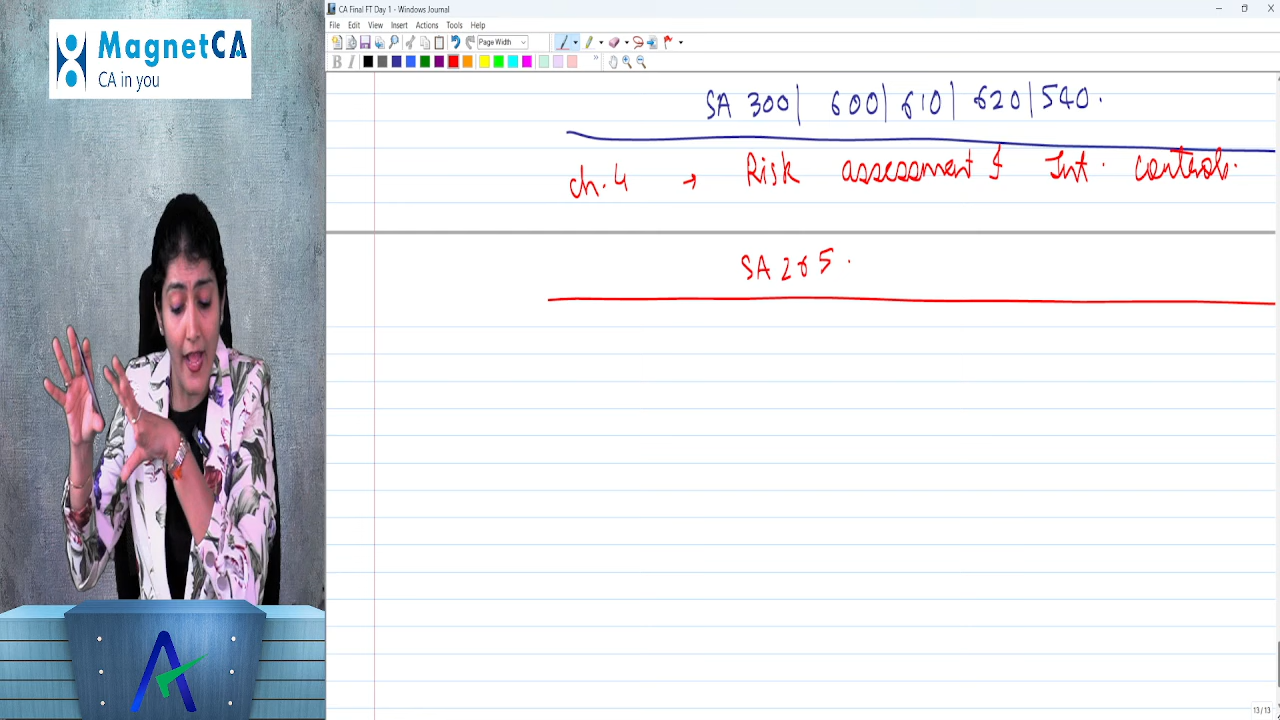 MagnetCA
CA in you
CA Final FT Day 1 - Windows Journal
File Edit View Insert Actions Tools Help
Page Width
B I
SA 300| 600| 610| 620| 540.
ch. 4 → Risk assessment & Int. controls.
SA 265.
13/13